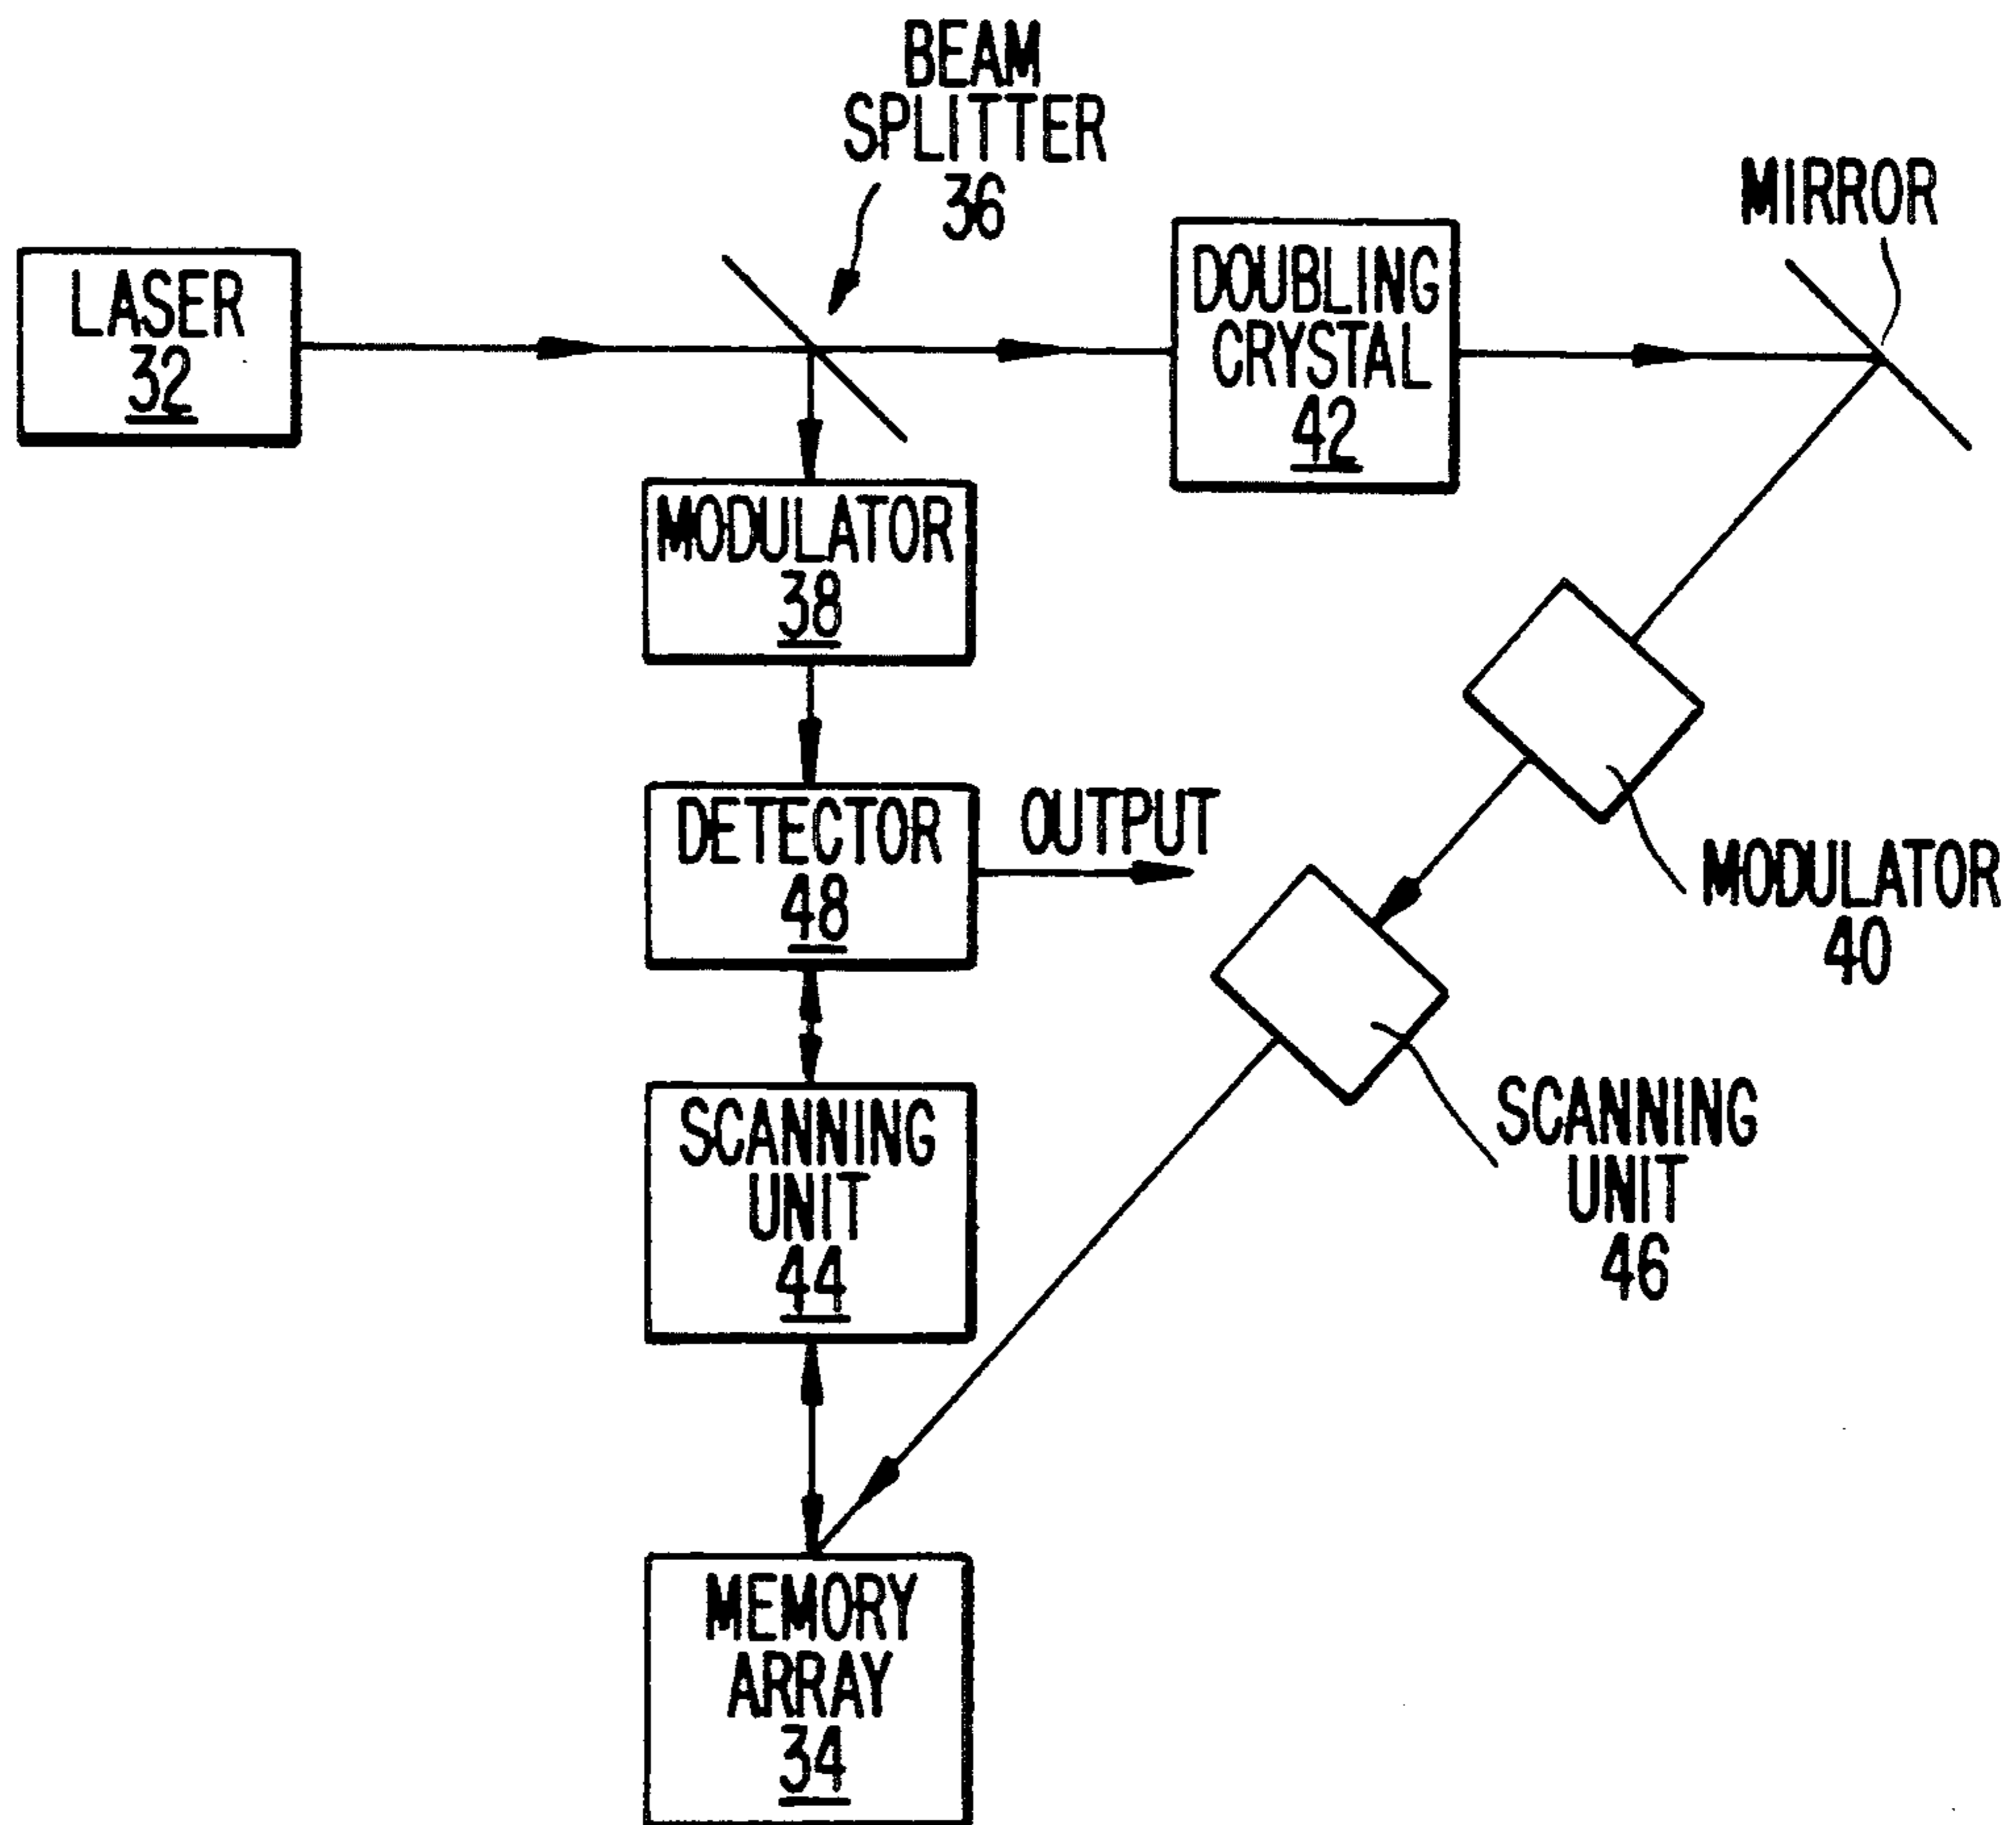 BEAM
SPLITTER
36
MIRROR
LASER
32
DOUBLING
CRYSTAL
42
MODULATOR
38
DETECTOR
48
OUTPUT
MODULATOR
40
SCANNING
UNIT
44
SCANNING
UNIT
46
MEMORY
ARRAY
34